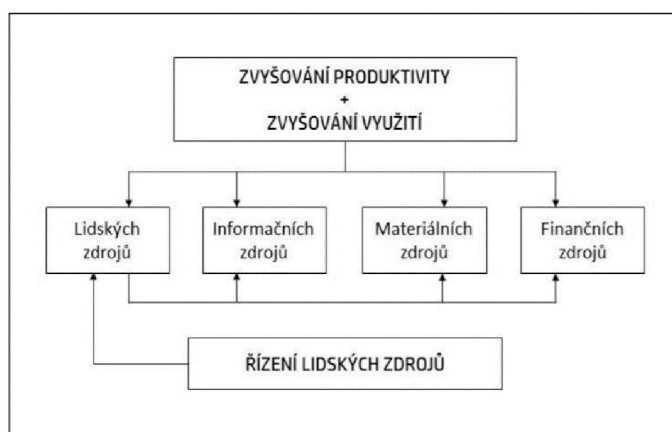 ZVYŠOVÁNÍ PRODUKTIVITY
+
ZVYŠOVÁNÍ VYUŽITÍ
Lidských
zdrojů
Informačních
zdrojů
Materiálních
zdrojů
Finančních
zdrojů
ŘÍZENÍ LIDSKÝCH ZDROJŮ